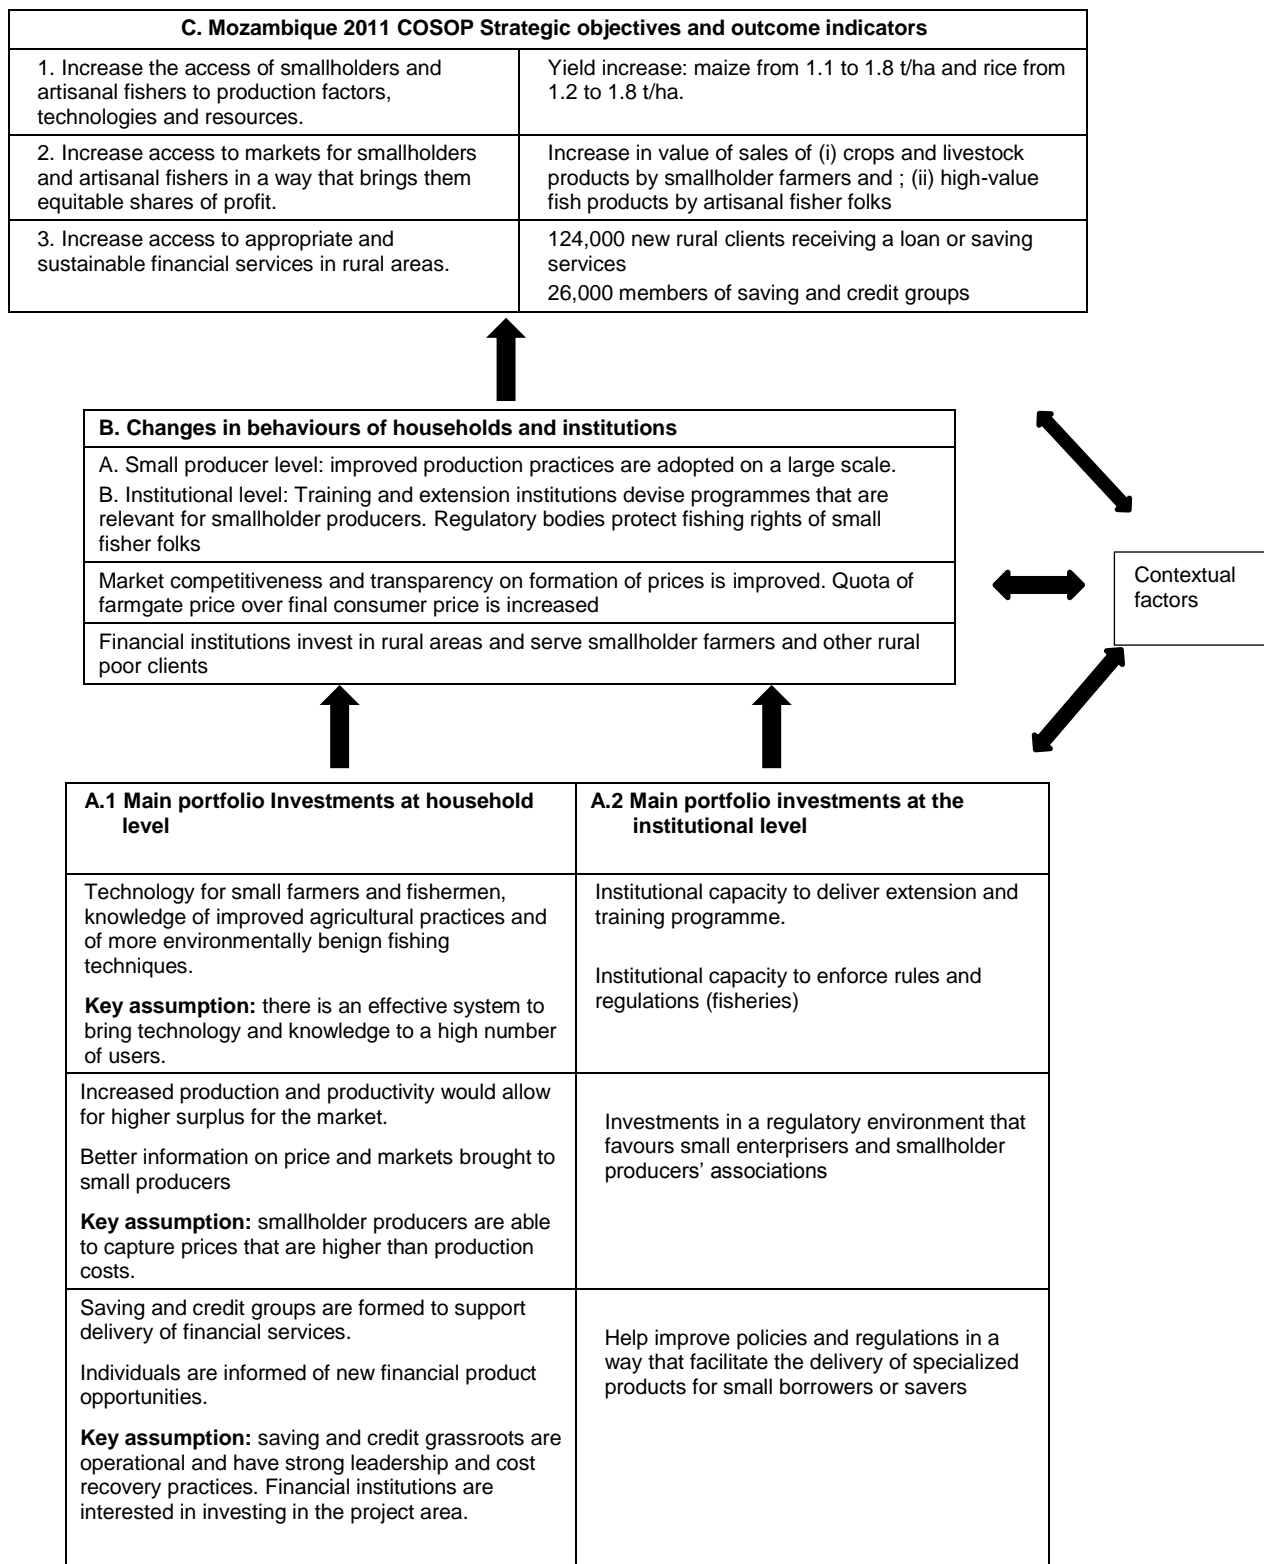 C. Mozambique 2011 COSOP Strategic objectives and outcome indicators
1. Increase the access of smallholders and
artisanal fishers to production factors,
technologies and resources.
Yield increase: maize from 1.1 to 1.8 t/ha and rice from
1.2 to 1.8 t/ha.
2. Increase access to markets for smallholders
and artisanal fishers in a way that brings them
equitable shares of profit.
Increase in value of sales of (i) crops and livestock
products by smallholder farmers and ; (ii) high-value
fish products by artisanal fisher folks
3. Increase access to appropriate and
sustainable financial services in rural areas.
124,000 new rural clients receiving a loan or saving
services
26,000 members of saving and credit groups
B. Changes in behaviours of households and institutions
A. Small producer level: improved production practices are adopted on a large scale.
B. Institutional level: Training and extension institutions devise programmes that are
relevant for smallholder producers. Regulatory bodies protect fishing rights of small
fisher folks
Market competitiveness and transparency on formation of prices is improved. Quota of
farmgate price over final consumer price is increased
Financial institutions invest in rural areas and serve smallholder farmers and other rural
poor clients
Contextual
factors
A.1 Main portfolio Investments at household
level
A.2 Main portfolio investments at the
institutional level
Technology for small farmers and fishermen,
knowledge of improved agricultural practices and
of more environmentally benign fishing
techniques.
Key assumption: there is an effective system to
bring technology and knowledge to a high number
of users.
Institutional capacity to deliver extension and
training programme.
Institutional capacity to enforce rules and
regulations (fisheries)
Increased production and productivity would allow
for higher surplus for the market.
Better information on price and markets brought to
small producers
Key assumption: smallholder producers are able
to capture prices that are higher than production
costs.
Investments in a regulatory environment that
favours small enterprisers and smallholder
producers’ associations
Saving and credit groups are formed to support
delivery of financial services.
Individuals are informed of new financial product
opportunities.
Key assumption: saving and credit grassroots are
operational and have strong leadership and cost
recovery practices. Financial institutions are
interested in investing in the project area.
Help improve policies and regulations in a
way that facilitate the delivery of specialized
products for small borrowers or savers